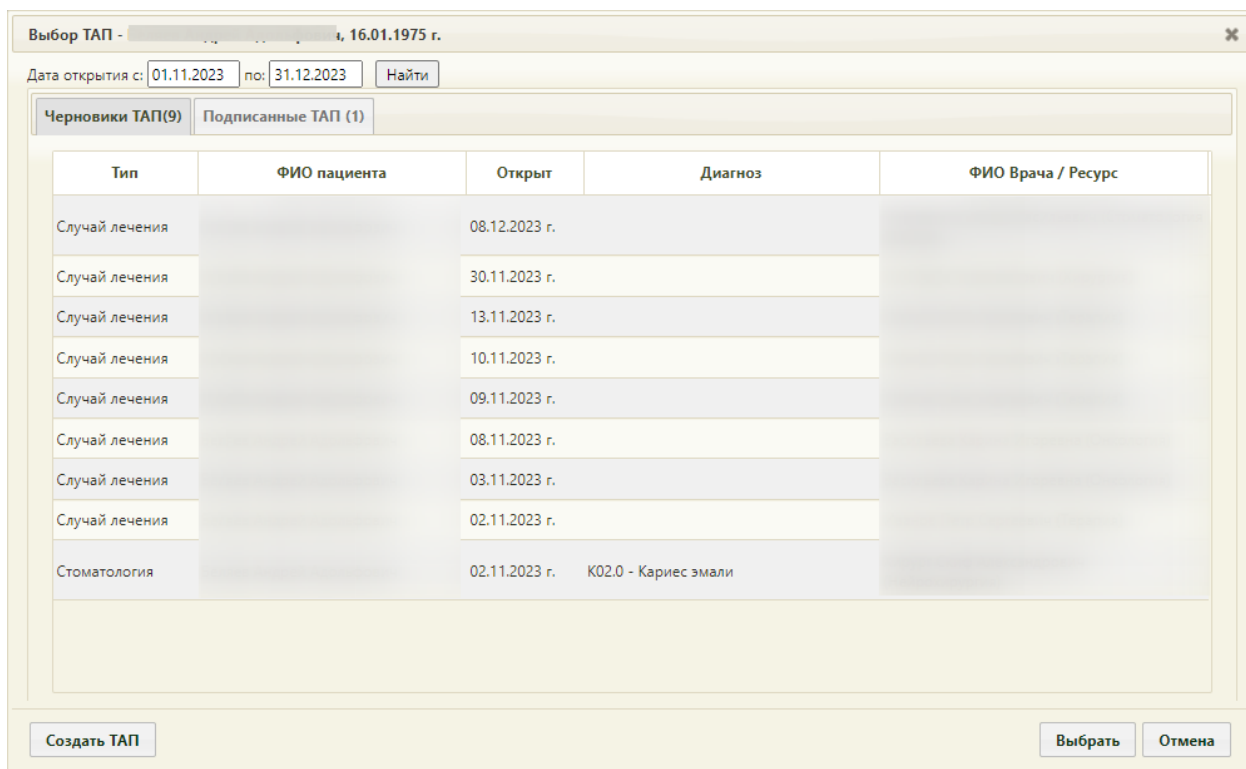 Выбор ТАП - , 16.01.1975 г.
Дата открытия с: 01.11.2023 по: 31.12.2023 Найти
Черновики ТАП(9) Подписанные ТАП (1)
Тип ФИО пациента Открыт Диагноз ФИО Врача / Ресурс
Случай лечения 08.12.2023 г.
Случай лечения 30.11.2023 г.
Случай лечения 13.11.2023 г.
Случай лечения 10.11.2023 г.
Случай лечения 09.11.2023 г.
Случай лечения 08.11.2023 г.
Случай лечения 03.11.2023 г.
Случай лечения 02.11.2023 г.
Стоматология 02.11.2023 г. K02.0 - Кариес эмали
Создать ТАП Выбрать Отмена